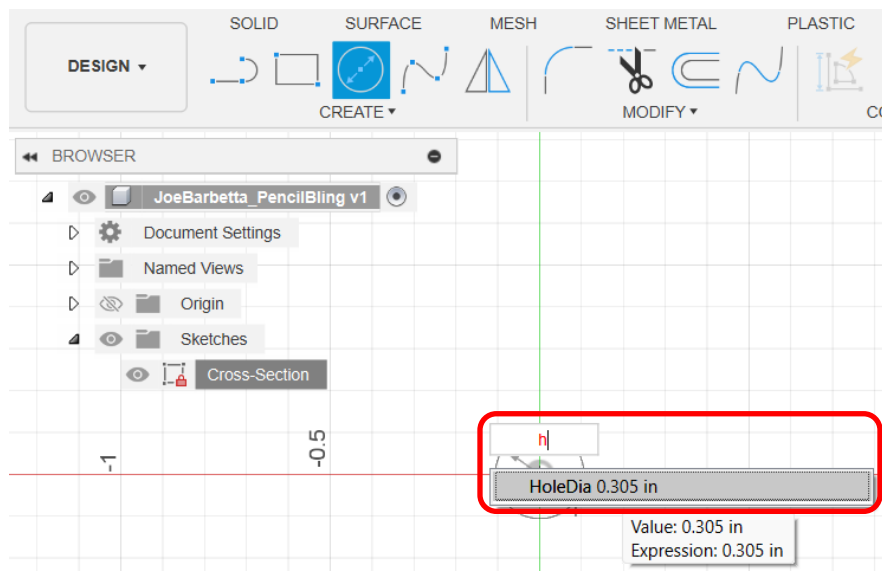 SOLID SURFACE MESH SHEET METAL PLASTIC
DESIGN ▾
CREATE ▾ MODIFY ▾ CO
BROWSER
JoeBarbetta_PencilBling v1
Document Settings
Named Views
Origin
Sketches
Cross-Section
-1 -0.5
h
HoleDia 0.305 in
Value: 0.305 in
Expression: 0.305 in